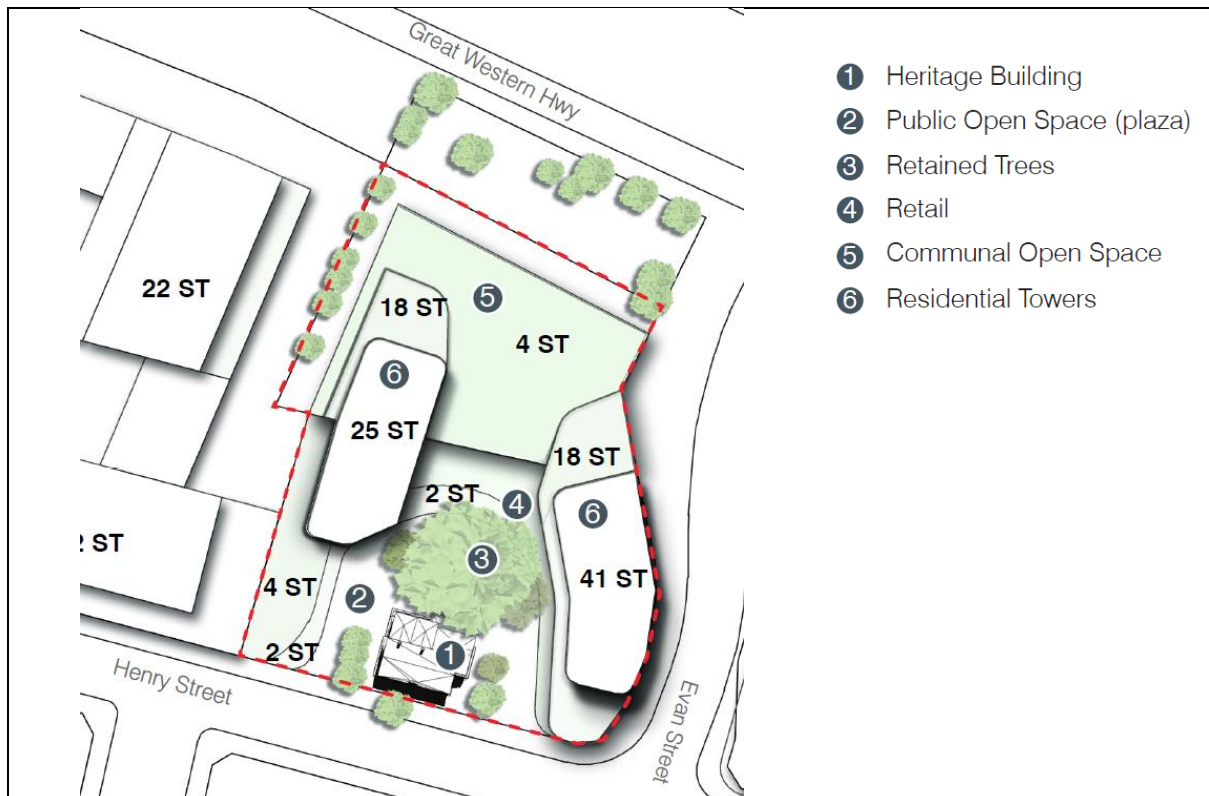 Great Western Hwy
1 Heritage Building
2 Public Open Space (plaza)
3 Retained Trees
4 Retail
5 Communal Open Space
6 Residential Towers
22 ST
18 ST
5
4 ST
6
25 ST
18 ST
2 ST
4
6
ST
3
41 ST
4 ST
2
2 ST
1
Henry Street
Evan Street